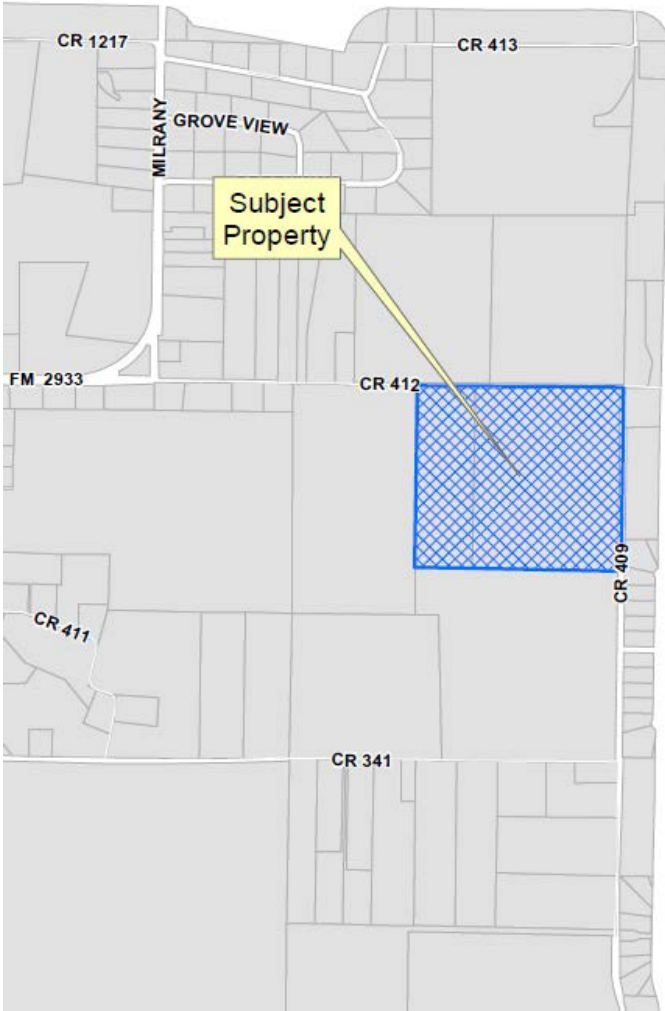 CR 1217
CR 413
MILRANY
GROVE VIEW
Subject
Property
FM 2933
CR 412
CR 409
CR 411
CR 341